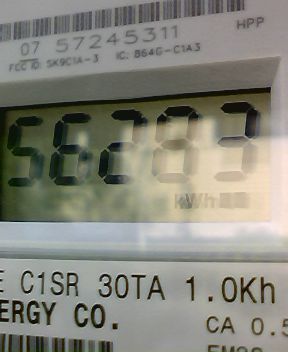 HPP
07 57245311
FCC ID: SK9C1A-3 IC: 864G-C1A3
56283
kWh
E C1SR 30TA 1.0Kh
ERGY CO.
CA 0.5